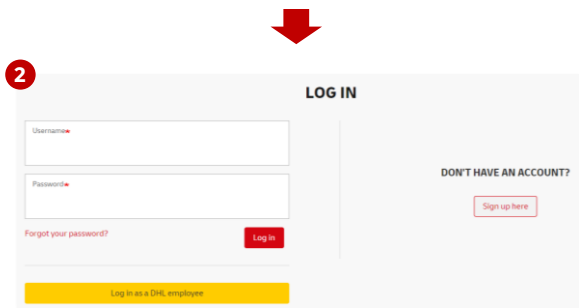 2
LOG IN
Username*
Password*
Forgot your password?
Log in
Log in as a DHL employee
DON'T HAVE AN ACCOUNT?
Sign up here